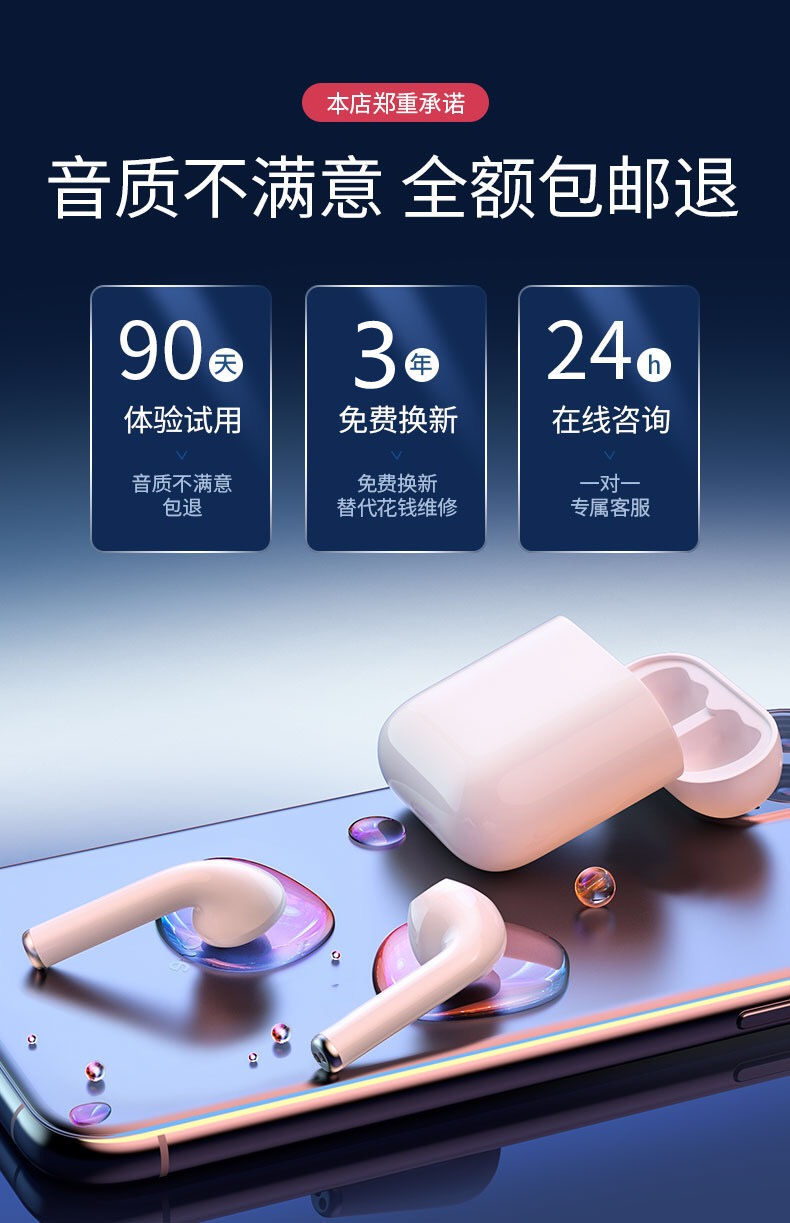 本店郑重承诺
音质不满意 全额包邮退
90天
体验试用
音质不满意
包退
3年
免费换新
免费换新
替代花钱维修
24h
在线咨询
一对一
专属客服